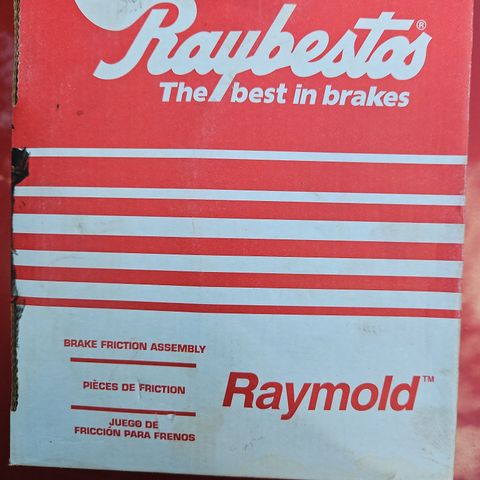 Raybestos®
The best in brakes
BRAKE FRICTION ASSEMBLY
PIÈCES DE FRICTION
Raymold™
JUEGO DE
FRICCIÓN PARA FRENOS